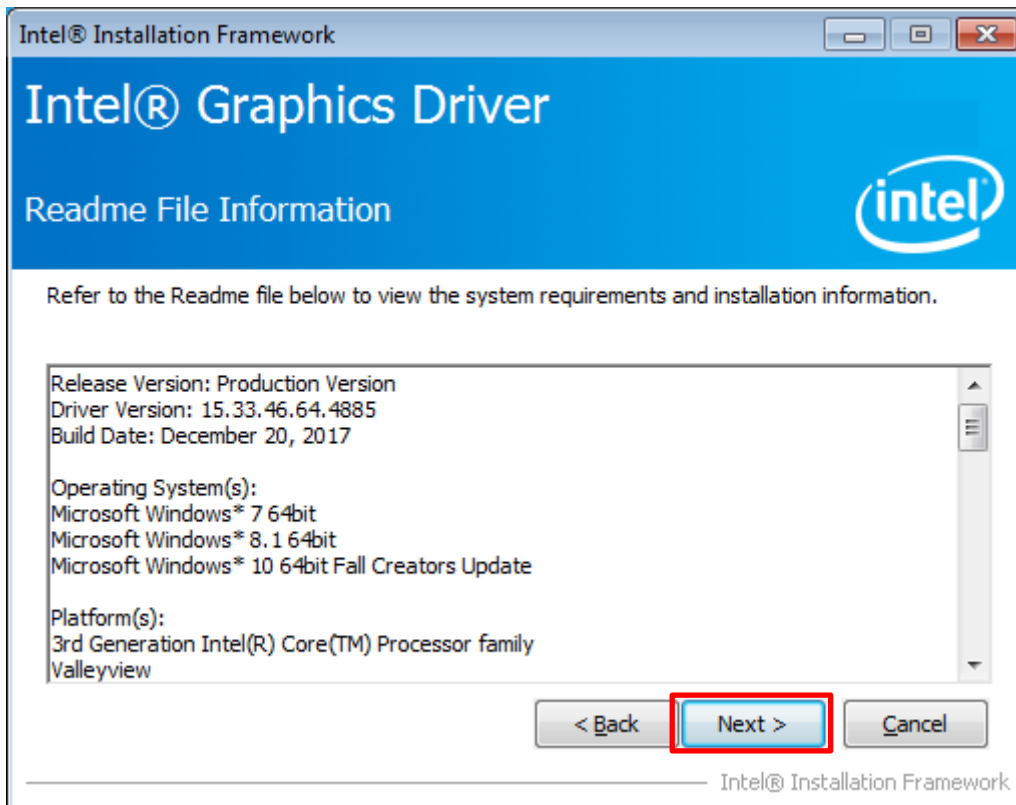 Intel® Installation Framework
Intel® Graphics Driver
Readme File Information
intel®
Refer to the Readme file below to view the system requirements and installation information.
Release Version: Production Version
Driver Version: 15.33.46.64.4885
Build Date: December 20, 2017
Operating System(s):
Microsoft Windows* 7 64bit
Microsoft Windows* 8.1 64bit
Microsoft Windows* 10 64bit Fall Creators Update
Platform(s):
3rd Generation Intel(R) Core(TM) Processor family
Valleyview
< Back Next > Cancel
Intel® Installation Framework